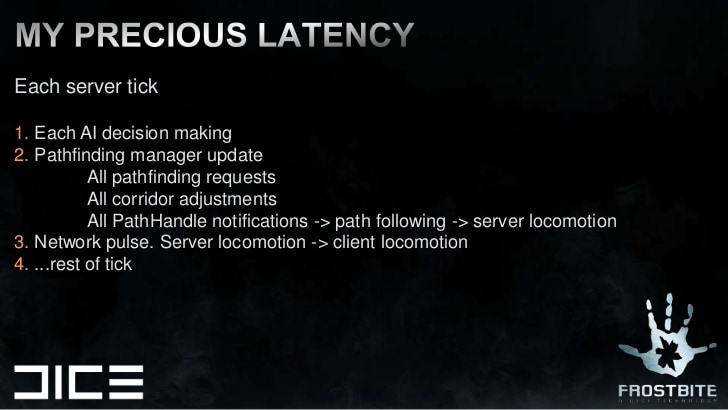 MY PRECIOUS LATENCY
Each server tick
1. Each AI decision making
2. Pathfinding manager update
All pathfinding requests
All corridor adjustments
All PathHandle notifications -> path following -> server locomotion
3. Network pulse. Server locomotion -> client locomotion
4. ...rest of tick
DICE
FROSTBITE
A DICE TECHNOLOGY